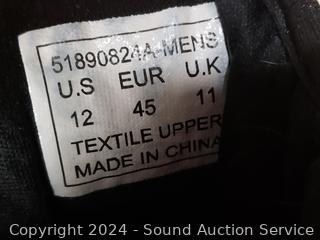 51890824A-MENS
U.S EUR U.K
12 45 11
TEXTILE UPPER
MADE IN CHINA
Copyright © 2024 - Sound Auction Service